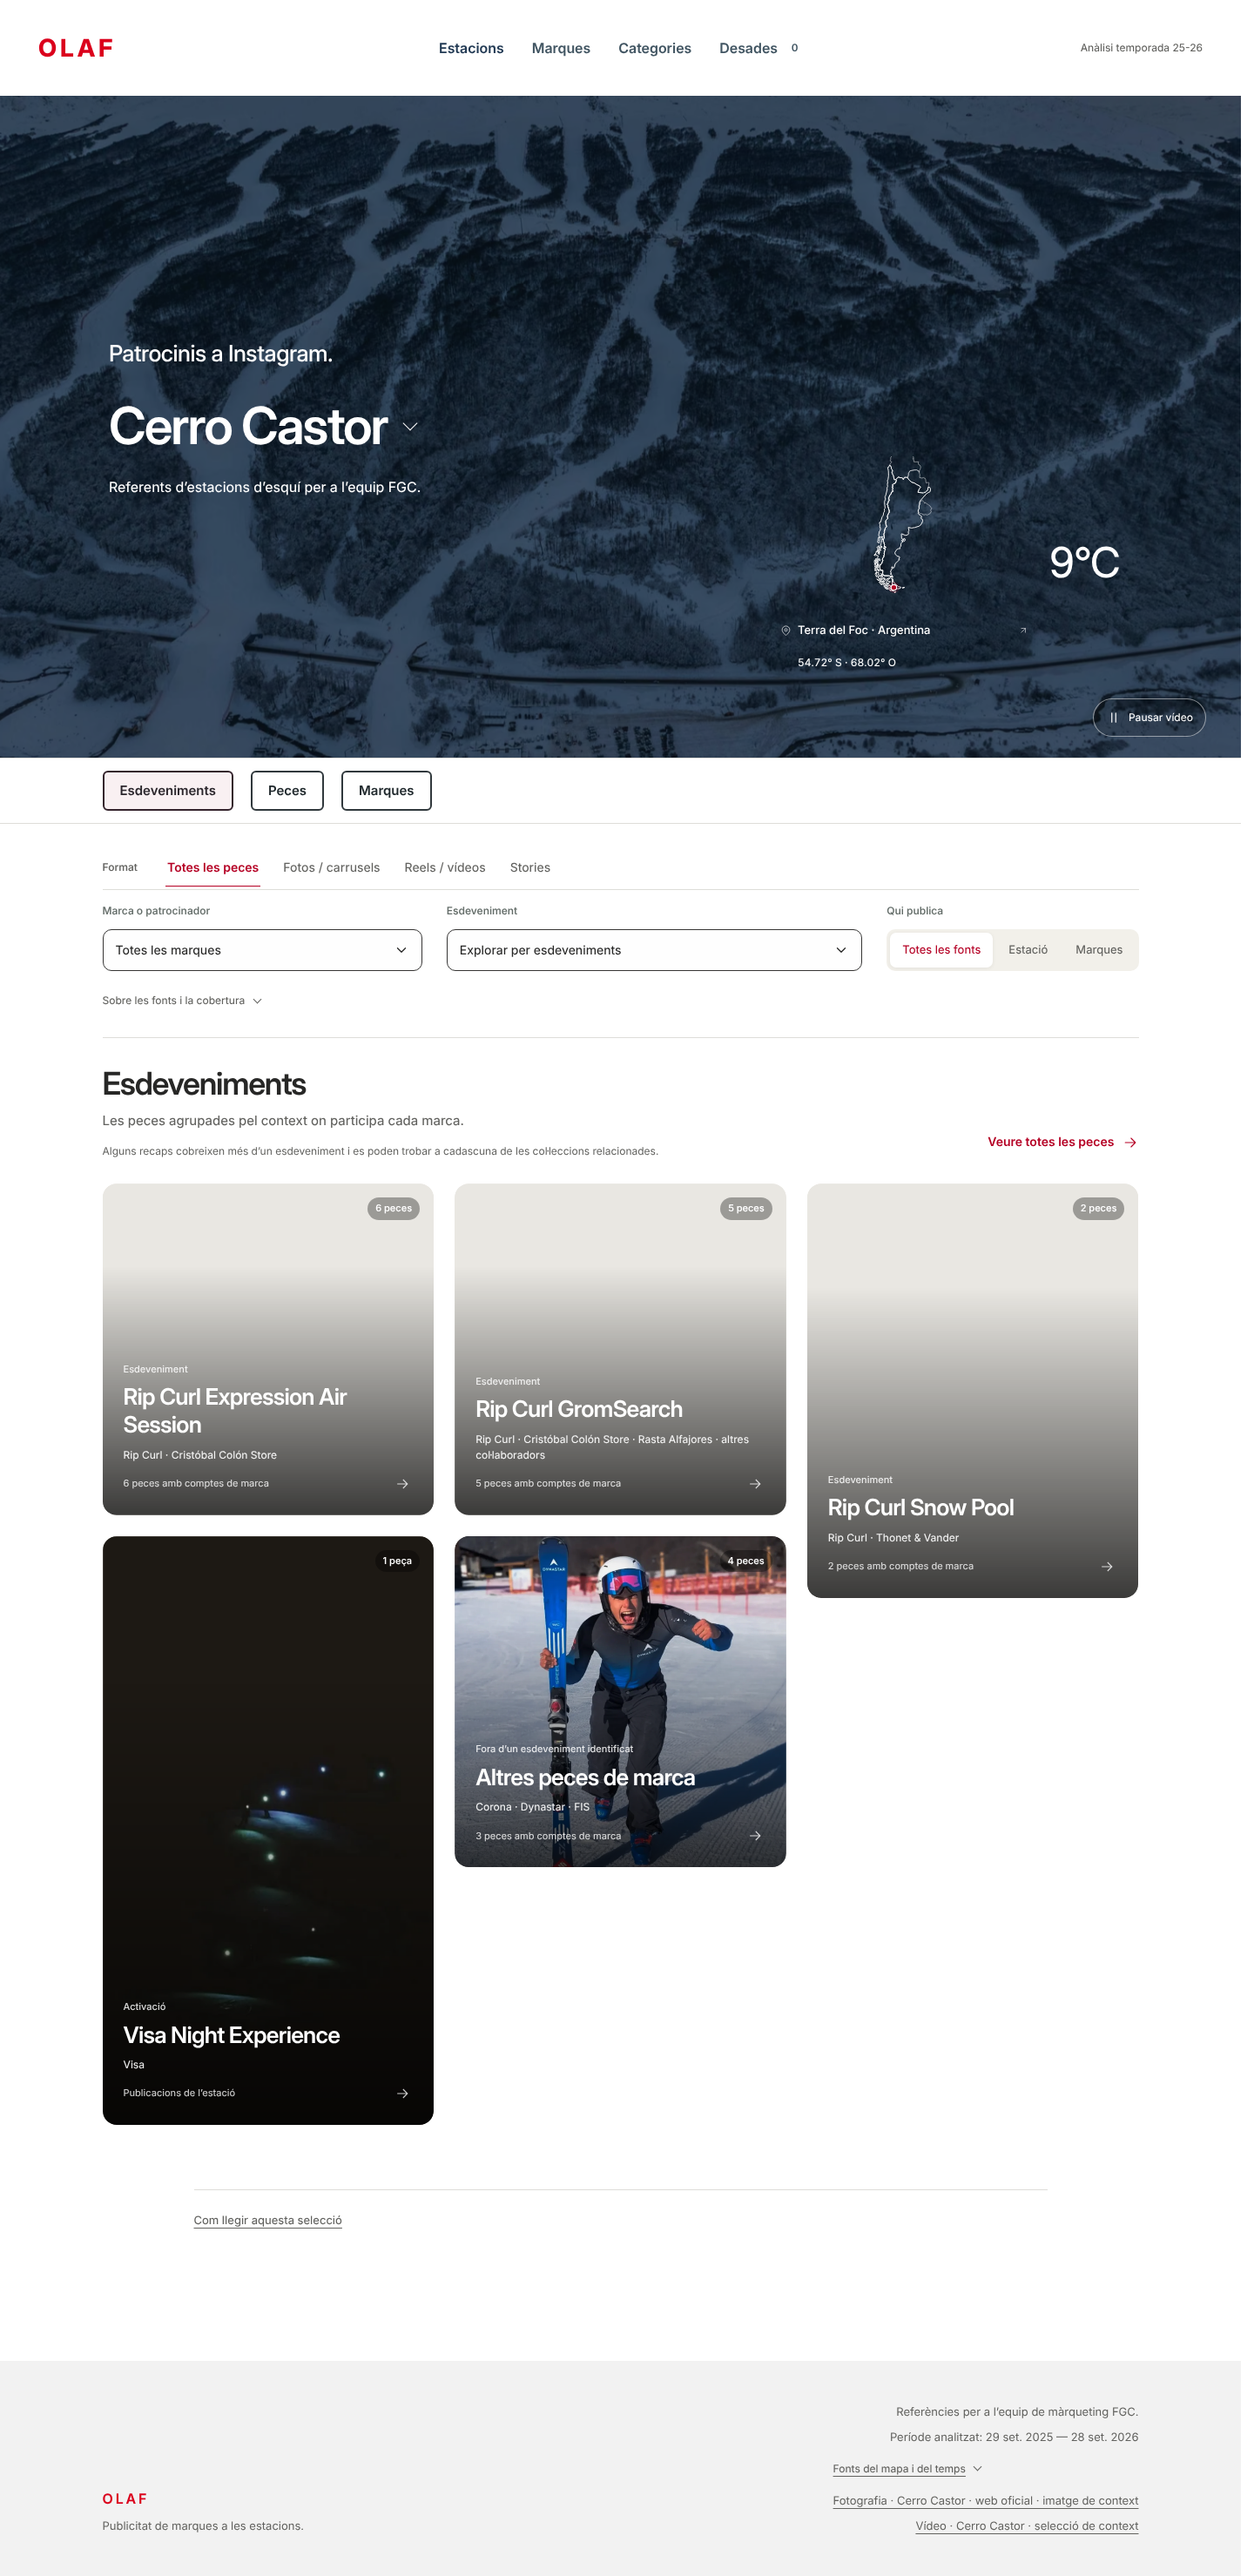 OLAF
Estacions
Marques
Categories
Desades 0
Anàlisi temporada 25-26
Patrocinis a Instagram.
Cerro Castor
Referents d’estacions d’esquí per a l’equip FGC.
9°C
Terra del Foc · Argentina
54.72° S · 68.02° O
Pausar vídeo
Esdeveniments
Peces
Marques
Format
Totes les peces
Fotos / carrusels
Reels / vídeos
Stories
Marca o patrocinador
Totes les marques
Esdeveniment
Explorar per esdeveniments
Qui publica
Totes les fonts
Estació
Marques
Sobre les fonts i la cobertura
Esdeveniments
Les peces agrupades pel context on participa cada marca.
Alguns recaps cobreixen més d’un esdeveniment i es poden trobar a cadascuna de les col·leccions relacionades.
Veure totes les peces
6 peces
Esdeveniment
Rip Curl Expression Air
Session
Rip Curl · Cristóbal Colón Store
6 peces amb comptes de marca
5 peces
Esdeveniment
Rip Curl GromSearch
Rip Curl · Cristóbal Colón Store · Rasta Alfajores · altres
col·laboradors
5 peces amb comptes de marca
2 peces
Esdeveniment
Rip Curl Snow Pool
Rip Curl · Thonet & Vander
2 peces amb comptes de marca
1 peça
Activació
Visa Night Experience
Visa
Publicacions de l’estació
4 peces
DYNASTAR
DYNASTAR
Fora d’un esdeveniment identificat
Altres peces de marca
Corona · Dynastar · FIS
3 peces amb comptes de marca
Com llegir aquesta selecció
OLAF
Publicitat de marques a les estacions.
Referències per a l’equip de màrqueting FGC.
Període analitzat: 29 set. 2025 — 28 set. 2026
Fonts del mapa i del temps
Fotografia · Cerro Castor · web oficial · imatge de context
Vídeo · Cerro Castor · selecció de context